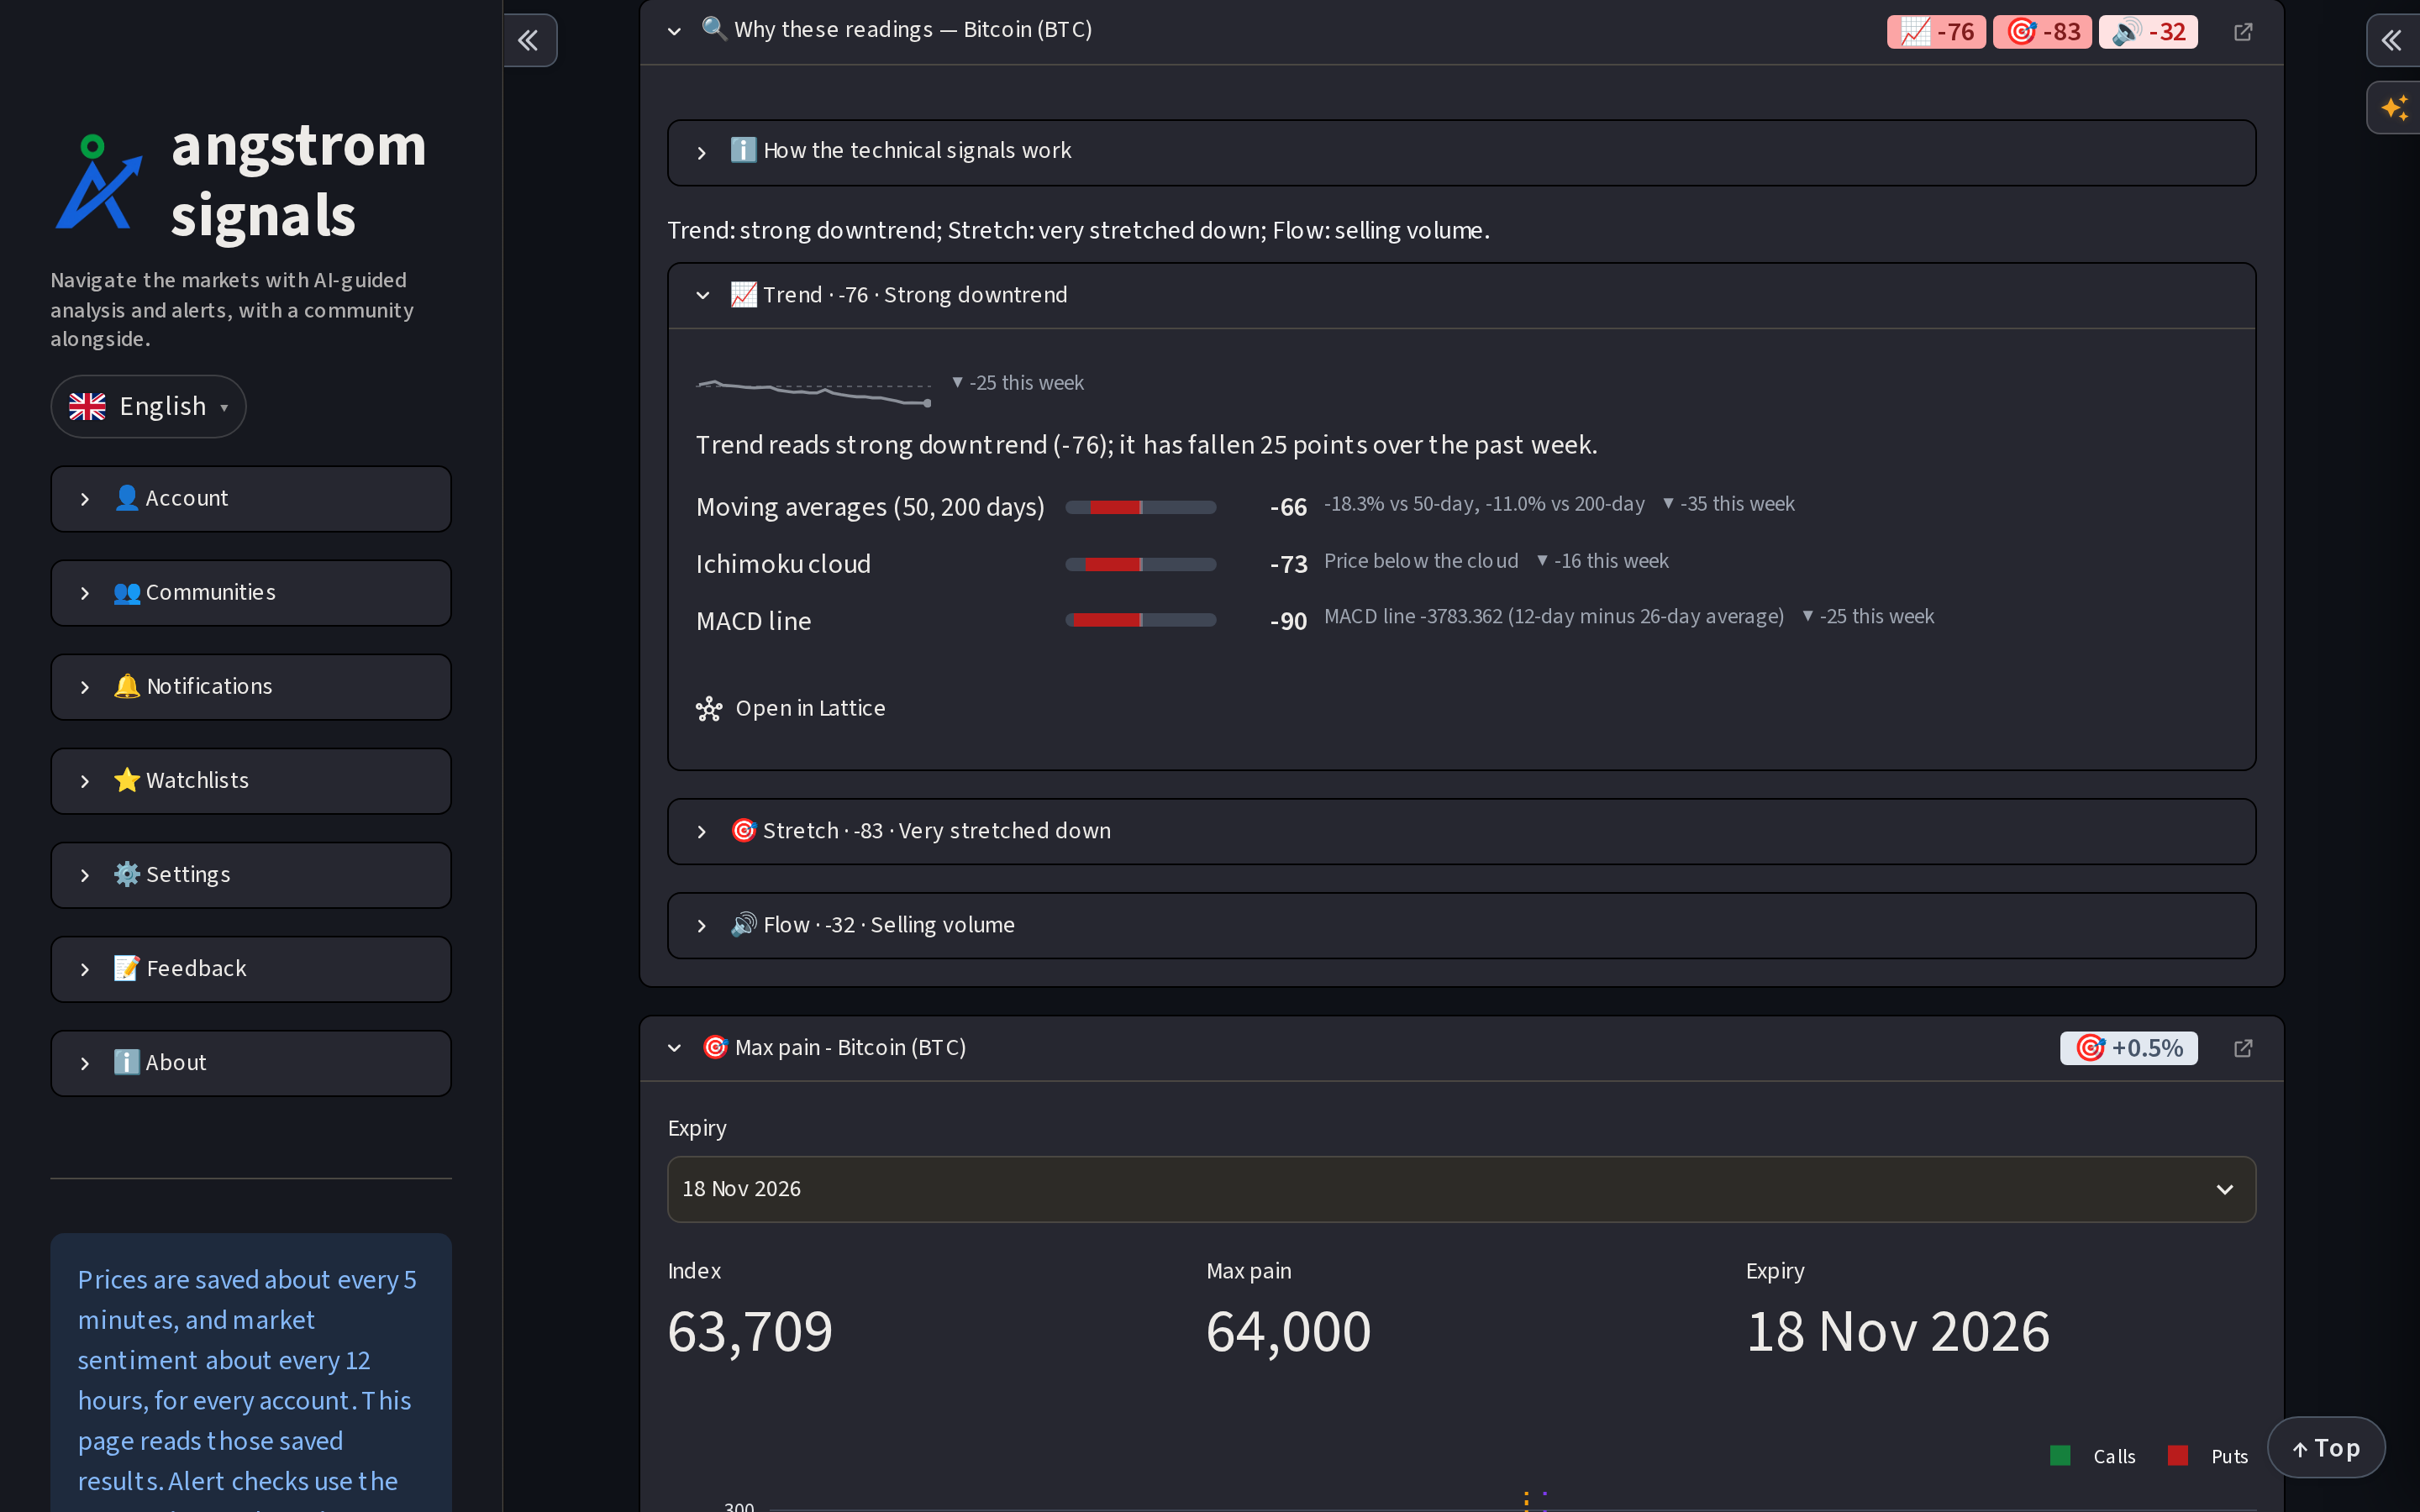 angstrom
signals
Navigate the markets with AI-guided
analysis and alerts, with a community
alongside.
English
Account
Communities
Notifications
Watchlists
Settings
Feedback
About
Prices are saved about every 5
minutes, and market
sentiment about every 12
hours, for every account. This
page reads those saved
results. Alert checks use the
Why these readings — Bitcoin (BTC)
-76 -83 -32
How the technical signals work
Trend: strong downtrend; Stretch: very stretched down; Flow: selling volume.
Trend · -76 · Strong downtrend
▼ -25 this week
Trend reads strong downtrend (-76); it has fallen 25 points over the past week.
Moving averages (50, 200 days) -66 -18.3% vs 50-day, -11.0% vs 200-day ▼ -35 this week
Ichimoku cloud -73 Price below the cloud ▼ -16 this week
MACD line -90 MACD line -3783.362 (12-day minus 26-day average) ▼ -25 this week
Open in Lattice
Stretch · -83 · Very stretched down
Flow · -32 · Selling volume
Max pain - Bitcoin (BTC)
+0.5%
Expiry
18 Nov 2026
Index Max pain Expiry
63,709 64,000 18 Nov 2026
Calls Puts
↑ Top
300